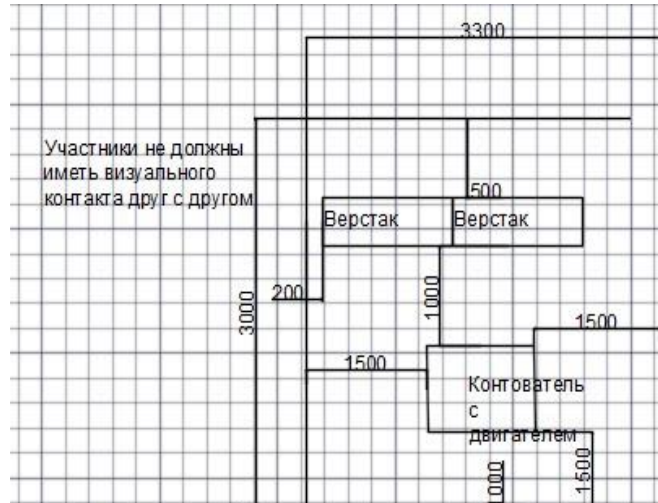 3300
Участники не должны
иметь визуального
контакта друг с другом
500
Верстак Верстак
200
3000
1000
1500
1500
Контователь
с
двигателем
1500